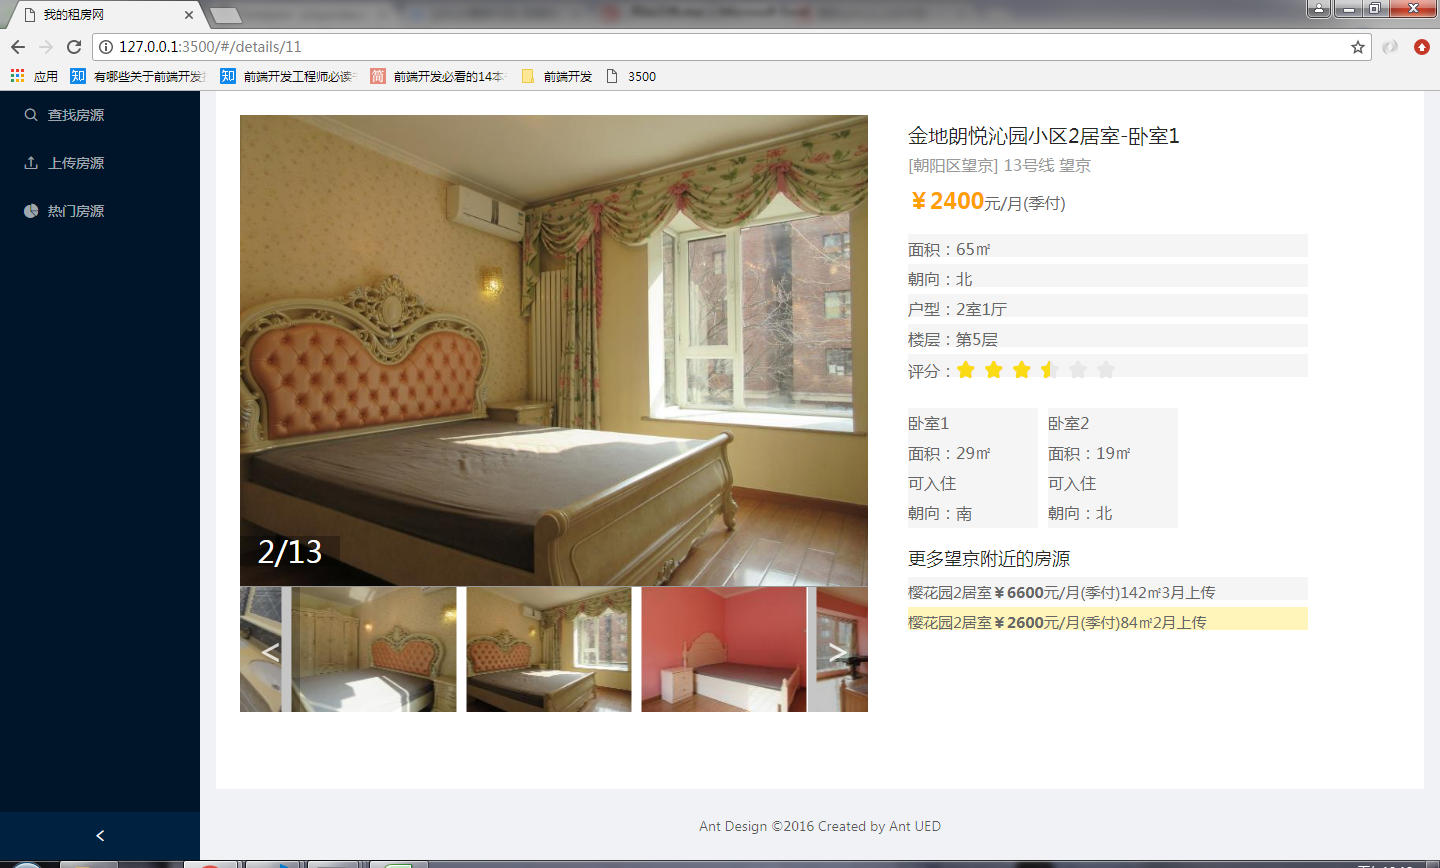 我的租房网
127.0.0.1:3500/#/details/11
应用 有哪些关于前端开发 前端开发工程师必读 前端开发必看的14本 前端开发 3500
查找房源
上传房源
热门房源
金地朗悦沁园小区2居室-卧室1
[朝阳区望京] 13号线 望京
¥2400元/月(季付)
面积：65㎡
朝向：北
户型：2室1厅
楼层：第5层
评分：
卧室1
面积：29㎡
可入住
朝向：南
卧室2
面积：19㎡
可入住
朝向：北
更多望京附近的房源
樱花园2居室¥6600元/月(季付)142㎡3月上传
樱花园2居室¥2600元/月(季付)84㎡2月上传
2/13
< >
<
Ant Design ©2016 Created by Ant UED